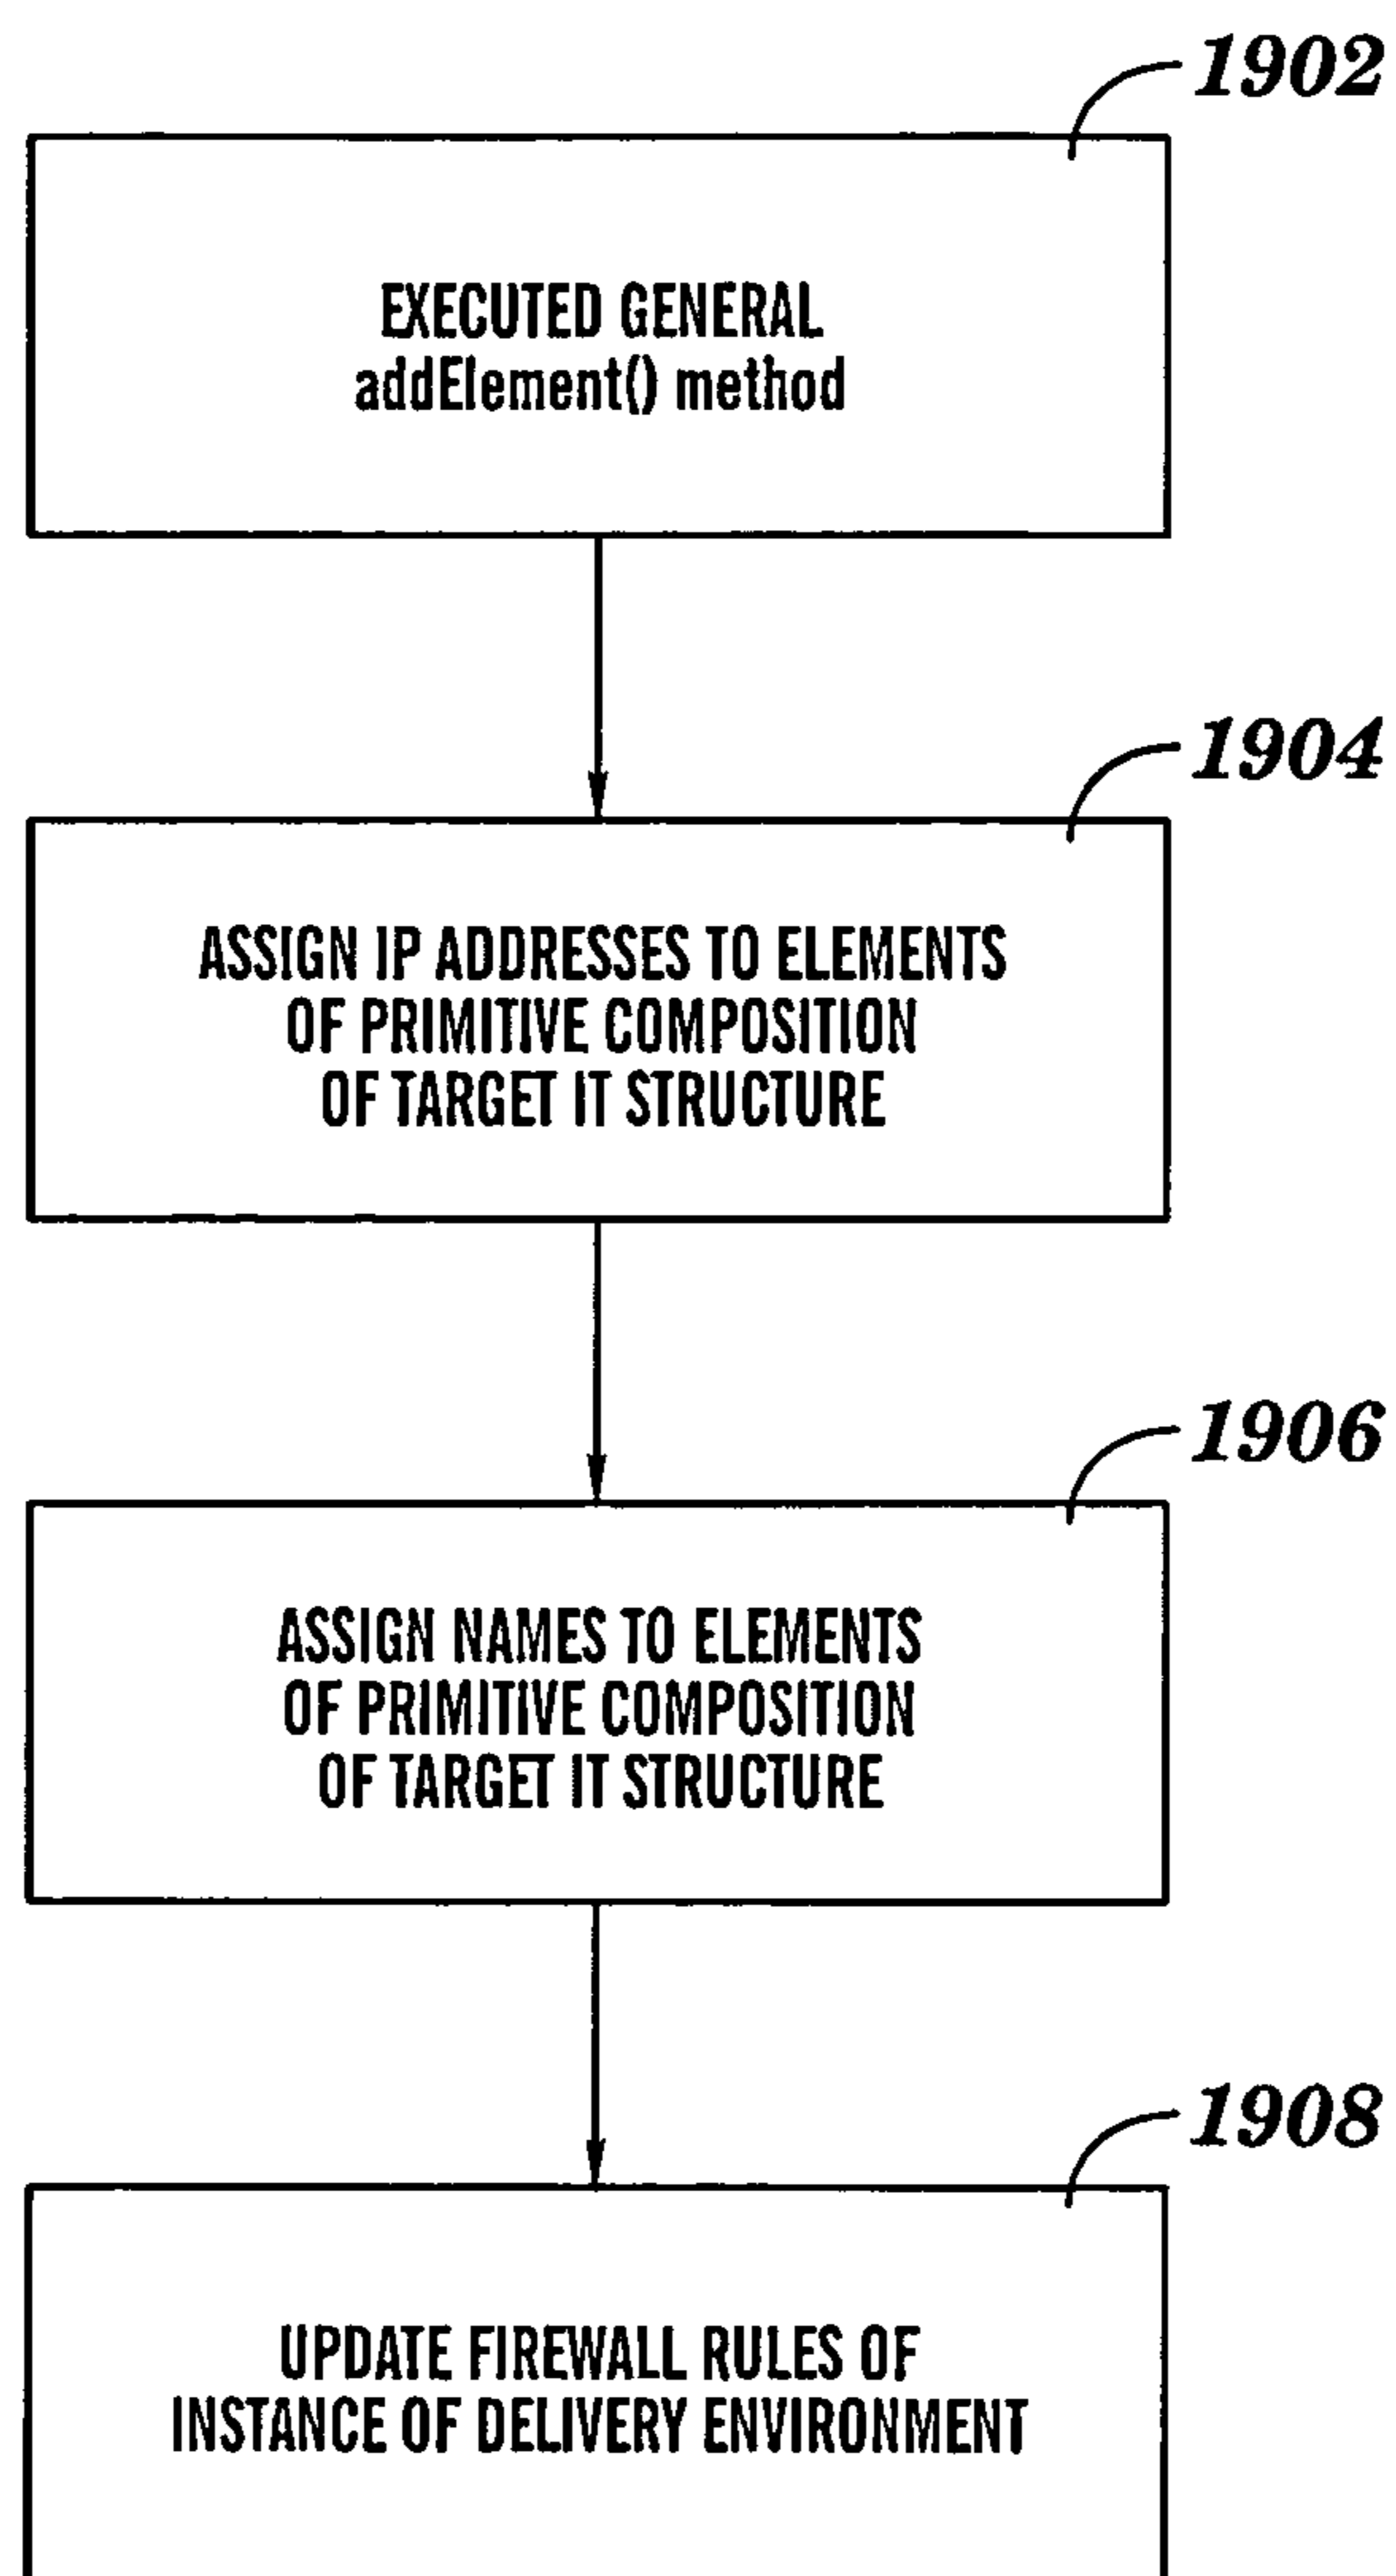 1902
EXECUTED GENERAL
addElement() method
1904
ASSIGN IP ADDRESSES TO ELEMENTS
OF PRIMITIVE COMPOSITION
OF TARGET IT STRUCTURE
1906
ASSIGN NAMES TO ELEMENTS
OF PRIMITIVE COMPOSITION
OF TARGET IT STRUCTURE
1908
UPDATE FIREWALL RULES OF
INSTANCE OF DELIVERY ENVIRONMENT